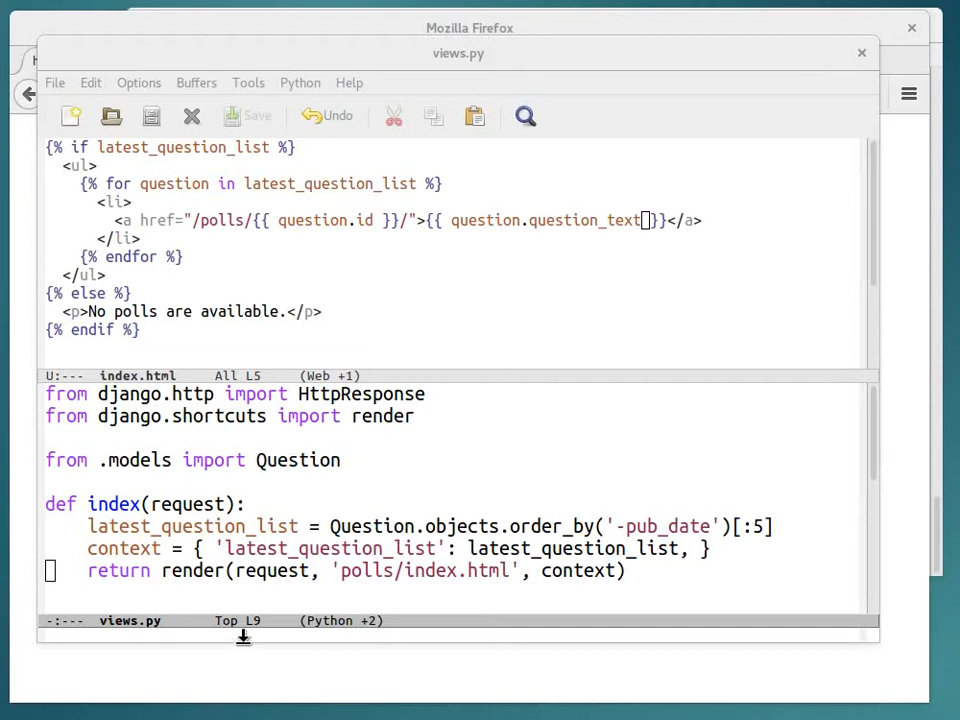 Mozilla Firefox
views.py
File Edit Options Buffers Tools Python Help
Save Undo
{% if latest_question_list %}
  <ul>
    {% for question in latest_question_list %}
      <li>
        <a href="/polls/{{ question.id }}/">{{ question.question_text }}</a>
      </li>
    {% endfor %}
  </ul>
{% else %}
  <p>No polls are available.</p>
{% endif %}
U:--- index.html All L5 (Web +1)
from django.http import HttpResponse
from django.shortcuts import render
from .models import Question
def index(request):
    latest_question_list = Question.objects.order_by('-pub_date')[:5]
    context = { 'latest_question_list': latest_question_list, }
    return render(request, 'polls/index.html', context)
-:--- views.py Top L9 (Python +2)